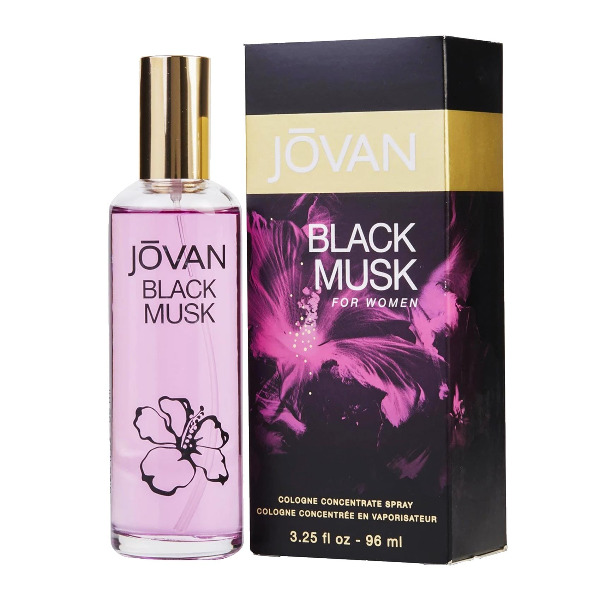 JŌVAN
BLACK
MUSK
JŌVAN
BLACK
MUSK
FOR WOMEN
COLOGNE CONCENTRATE SPRAY
COLOGNE CONCENTRÉE EN VAPORISATEUR
3.25 fl oz - 96 ml